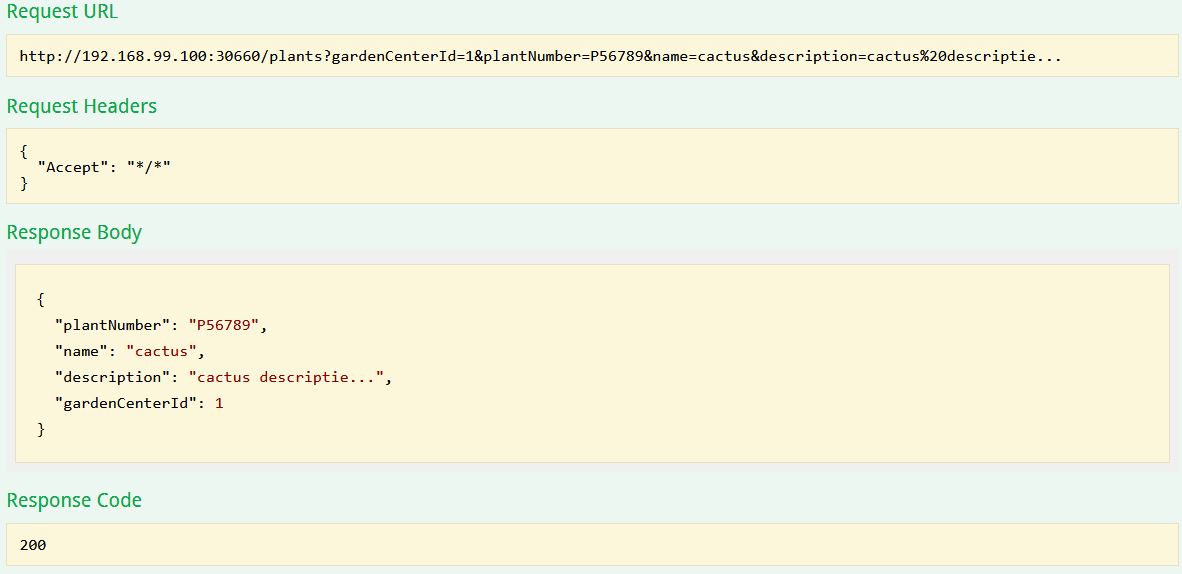 Request URL
http://192.168.99.100:30660/plants?gardenCenterId=1&plantNumber=P56789&name=cactus&description=cactus%20descriptie...
Request Headers
{
  "Accept": "*/*"
}
Response Body
{
  "plantNumber": "P56789",
  "name": "cactus",
  "description": "cactus descriptie...",
  "gardenCenterId": 1
}
Response Code
200